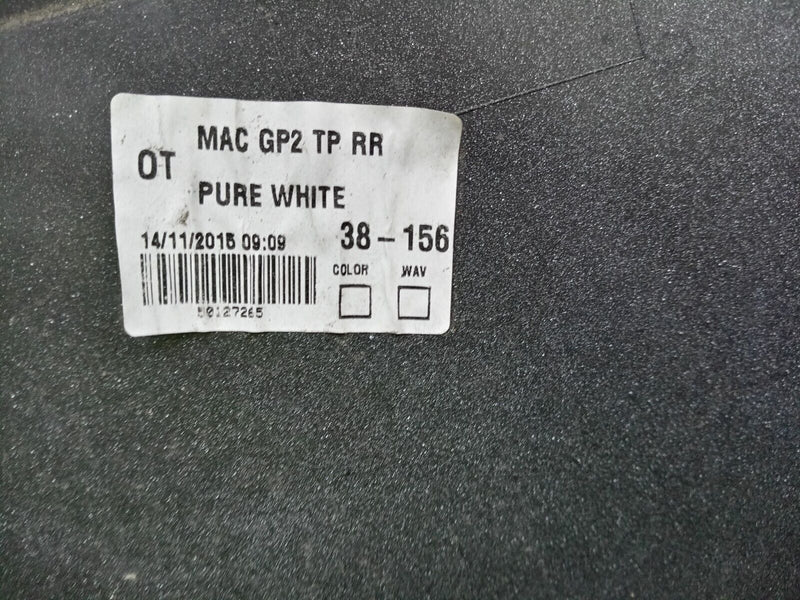 OT
MAC GP2 TP RR
PURE WHITE
14/11/2015 09:09
38-156
COLOR WAV
50127265